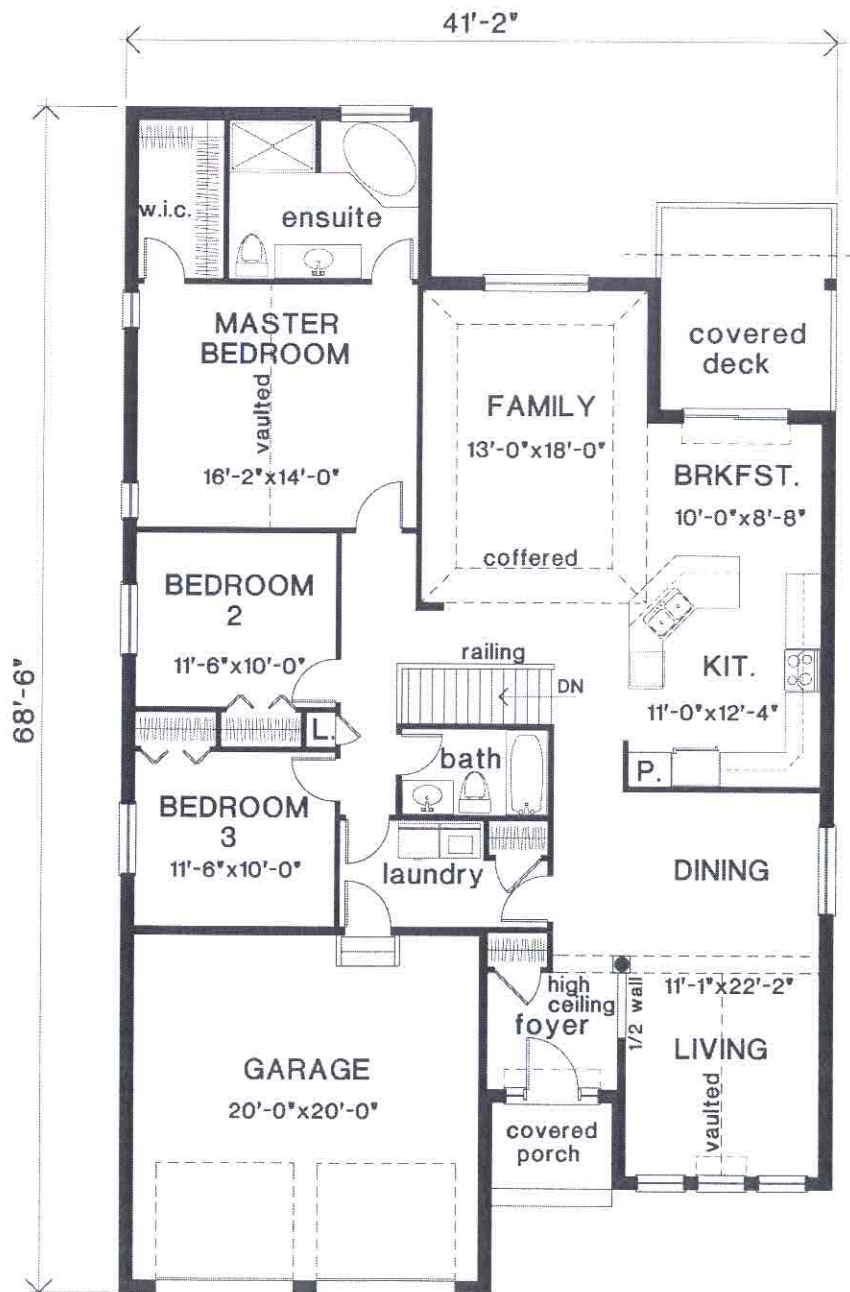 41'-2"
68'-6"
w.i.c.
ensuite
MASTER
BEDROOM
vaulted
16'-2"x14'-0"
covered
deck
FAMILY
13'-0"x18'-0"
coffered
BRKFST.
10'-0"x8'-8"
BEDROOM
2
11'-6"x10'-0"
railing
DN
KIT.
11'-0"x12'-4"
L.
bath
P.
BEDROOM
3
11'-6"x10'-0"
laundry
DINING
high
ceiling
foyer
1/2 wall
11'-1"x22'-2"
LIVING
vaulted
GARAGE
20'-0"x20'-0"
covered
porch